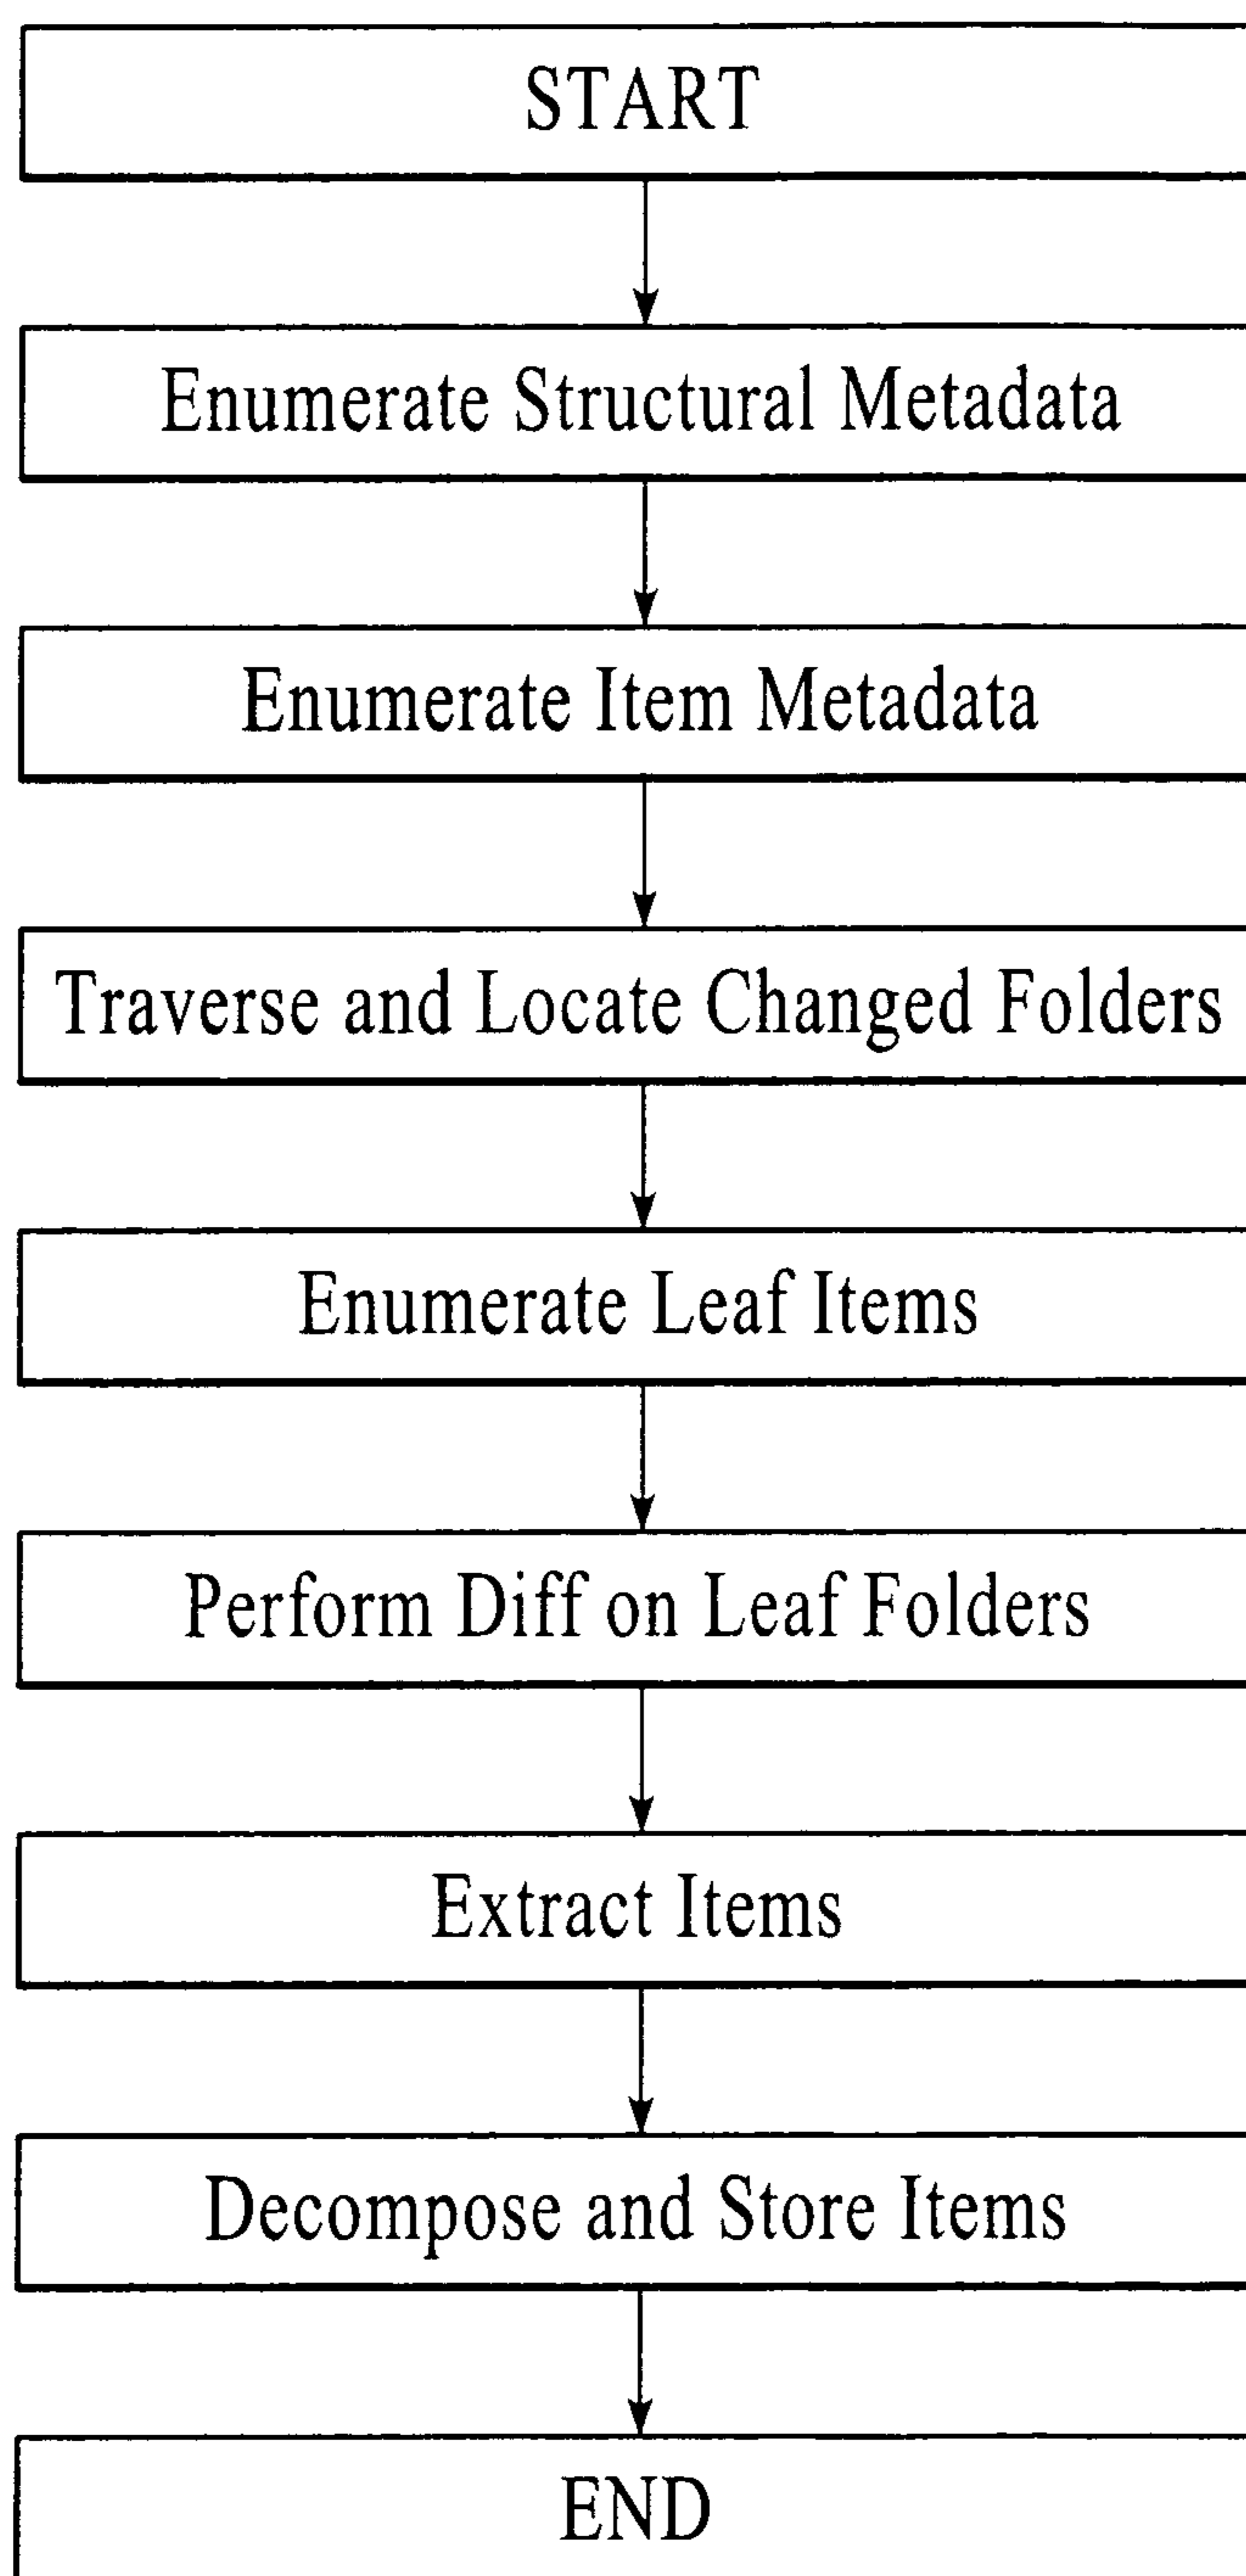 START
Enumerate Structural Metadata
Enumerate Item Metadata
Traverse and Locate Changed Folders
Enumerate Leaf Items
Perform Diff on Leaf Folders
Extract Items
Decompose and Store Items
END